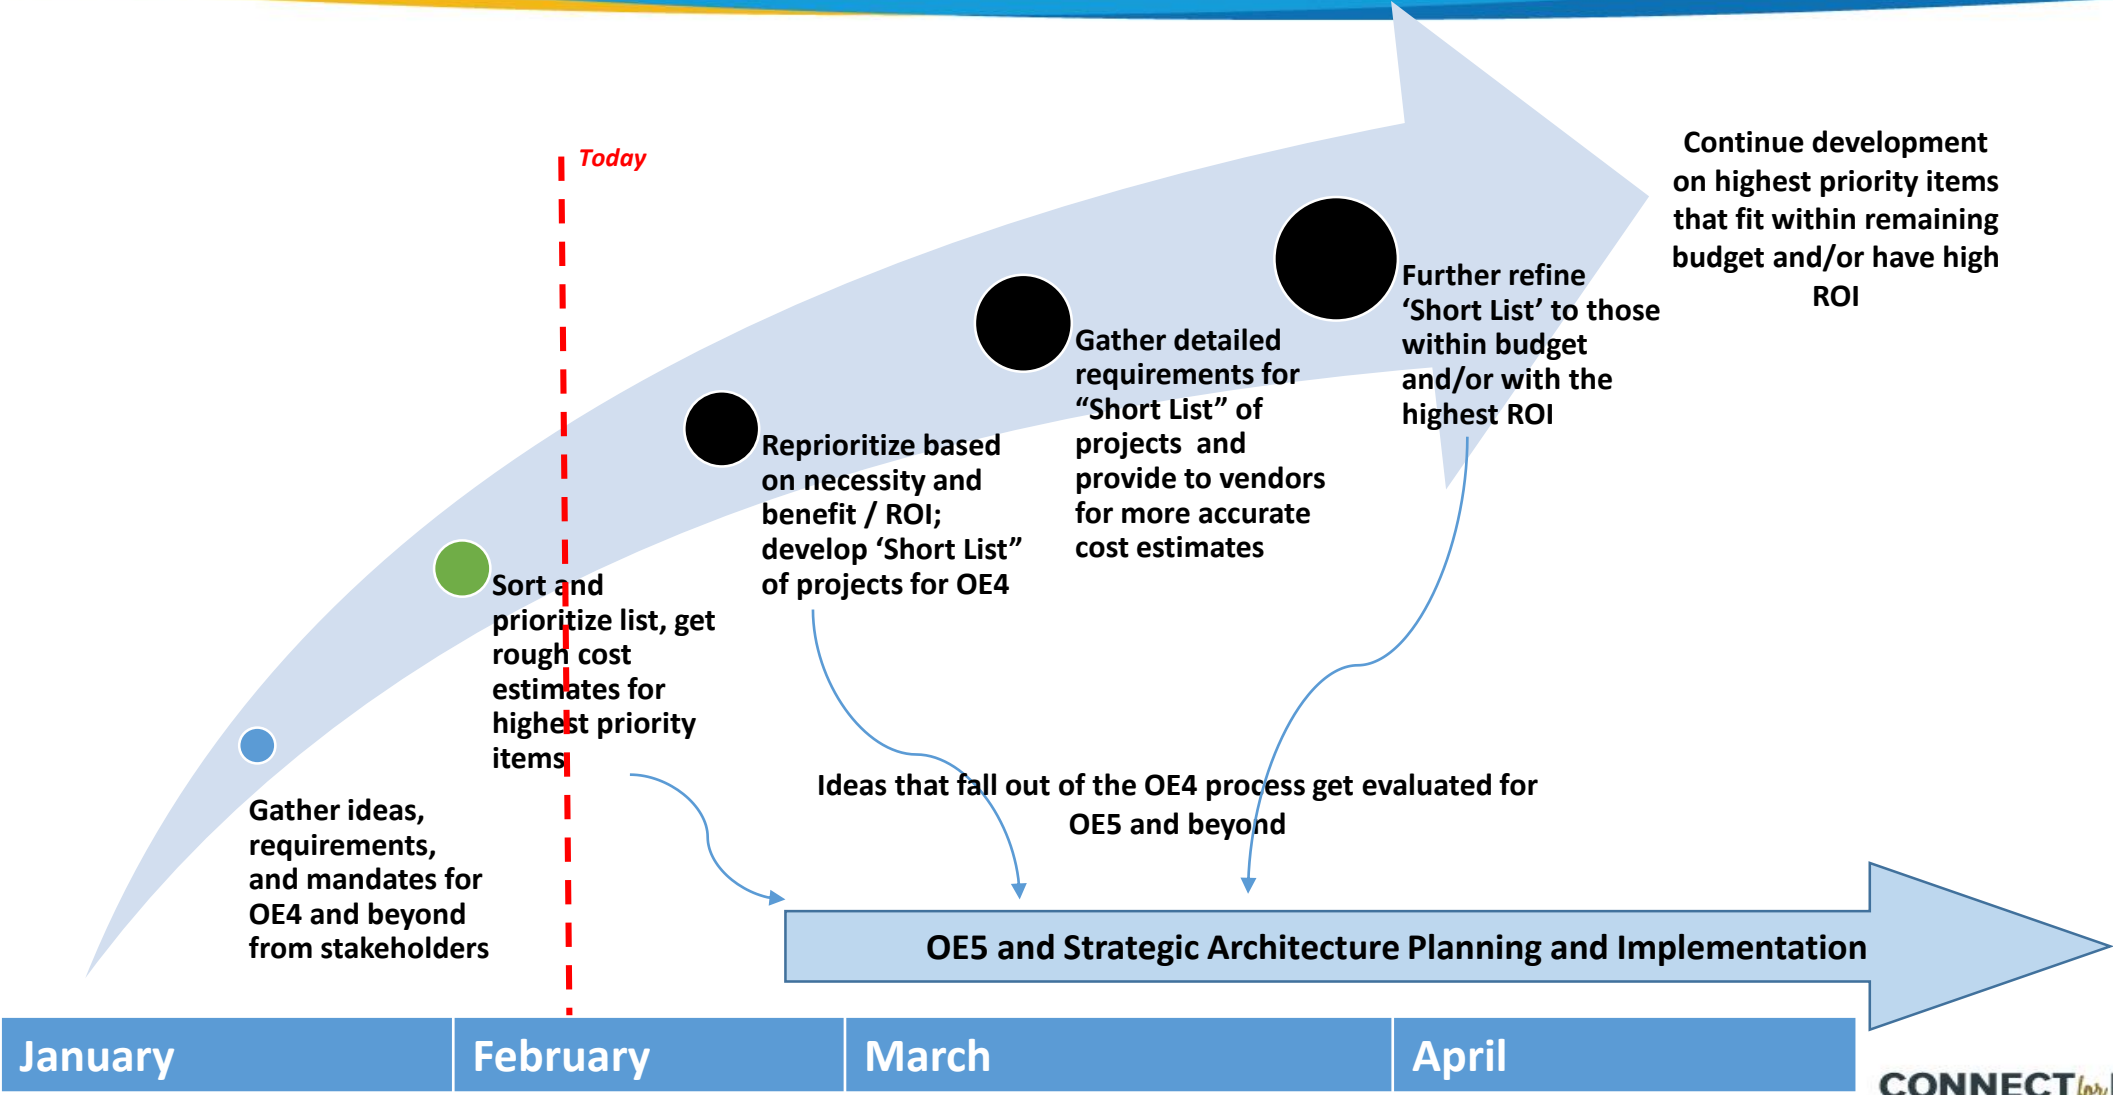 Today
Continue development
on highest priority items
that fit within remaining
budget and/or have high
ROI
Further refine
‘Short List’ to those
within budget
and/or with the
highest ROI
Gather detailed
requirements for
“Short List” of
projects and
provide to vendors
for more accurate
cost estimates
Reprioritize based
on necessity and
benefit / ROI;
develop ‘Short List”
of projects for OE4
Sort and
prioritize list, get
rough cost
estimates for
highest priority
items
Gather ideas,
requirements,
and mandates for
OE4 and beyond
from stakeholders
Ideas that fall out of the OE4 process get evaluated for
OE5 and beyond
OE5 and Strategic Architecture Planning and Implementation
January
February
March
April
CONNECT for